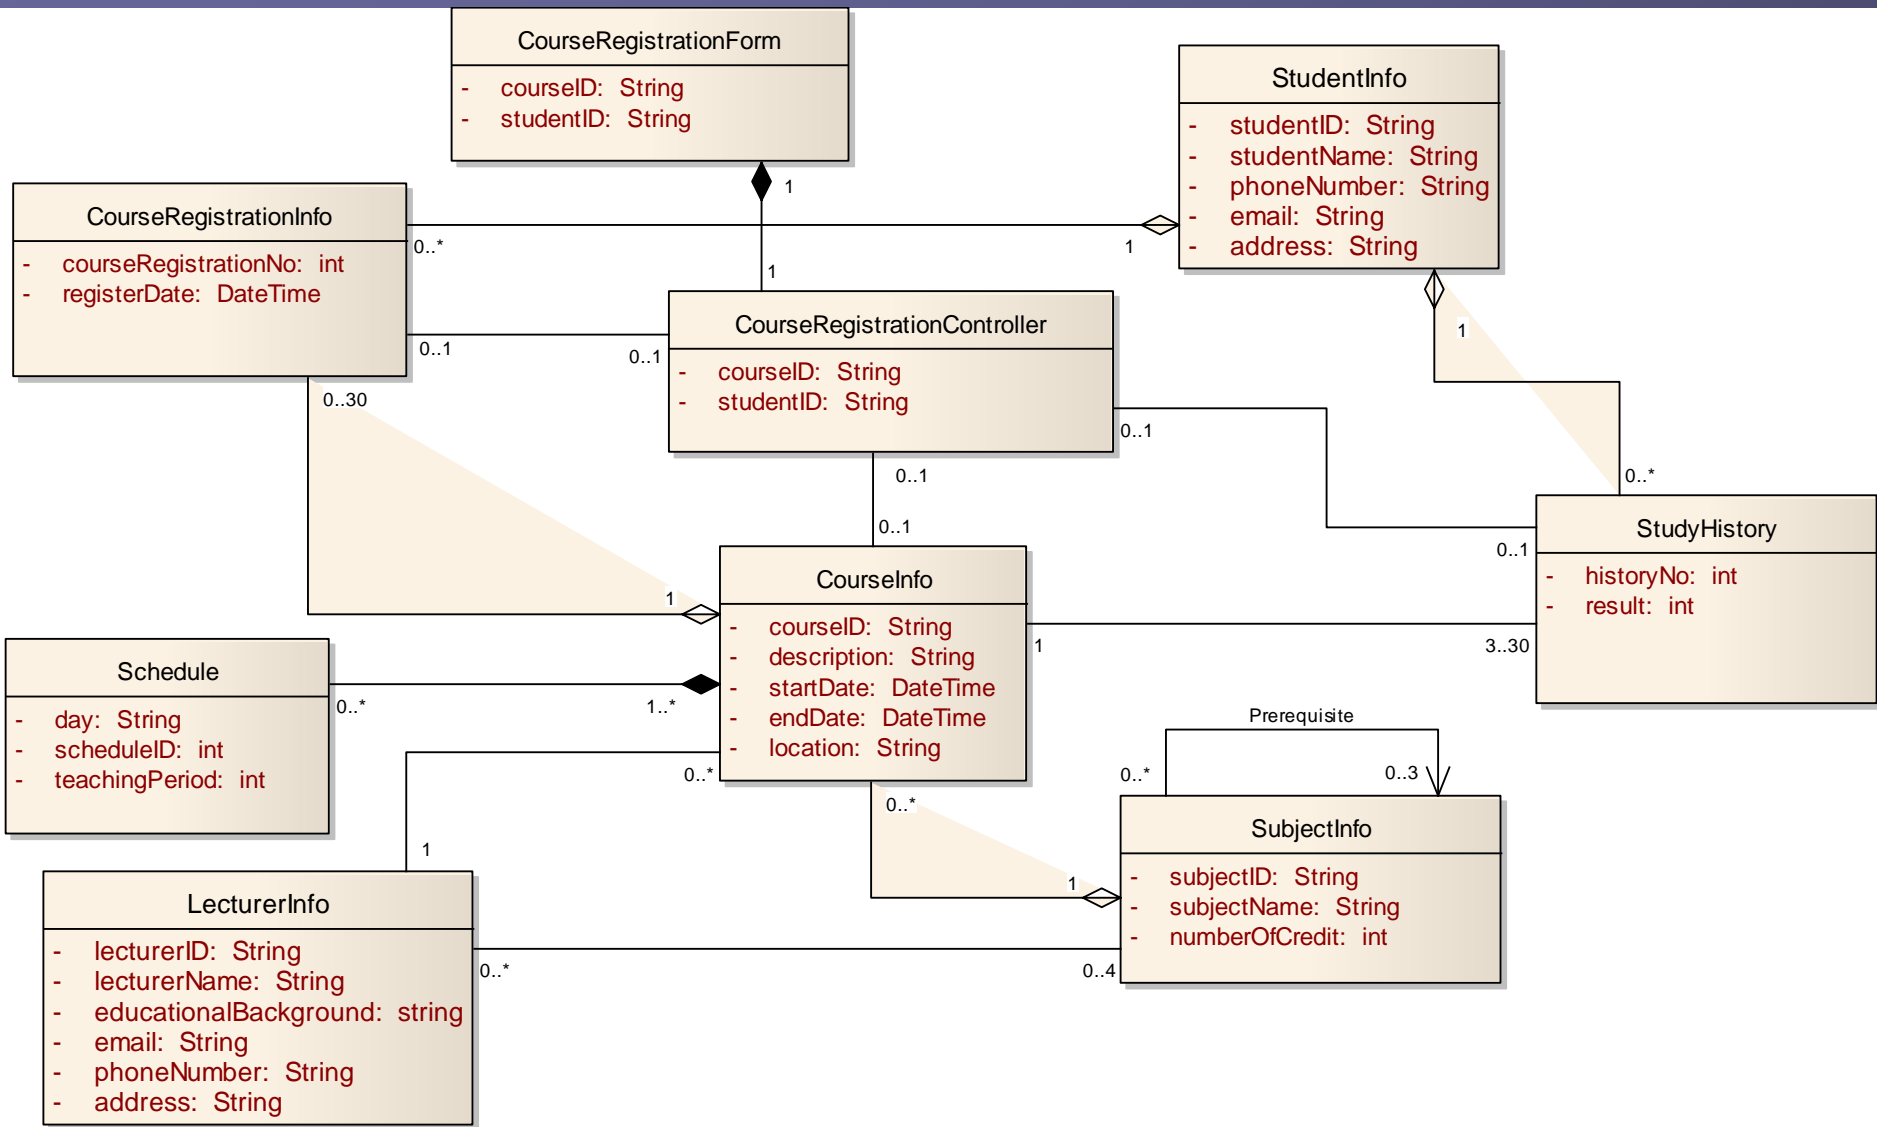 CourseRegistrationForm
- courseID: String
- studentID: String
1
1
StudentInfo
- studentID: String
- studentName: String
- phoneNumber: String
- email: String
- address: String
1
1
0..*
CourseRegistrationInfo
- courseRegistrationNo: int
- registerDate: DateTime
0..*
0..1
0..1
0..30
CourseRegistrationController
- courseID: String
- studentID: String
0..1
0..1
0..1
0..1
StudyHistory
- historyNo: int
- result: int
CourseInfo
- courseID: String
- description: String
- startDate: DateTime
- endDate: DateTime
- location: String
1
1
3..30
Schedule
- day: String
- scheduleID: int
- teachingPeriod: int
0..*
1..*
0..*
0..*
1
Prerequisite
0..*
0..3
SubjectInfo
- subjectID: String
- subjectName: String
- numberOfCredit: int
1
LecturerInfo
- lecturerID: String
- lecturerName: String
- educationalBackground: string
- email: String
- phoneNumber: String
- address: String
0..*
0..4